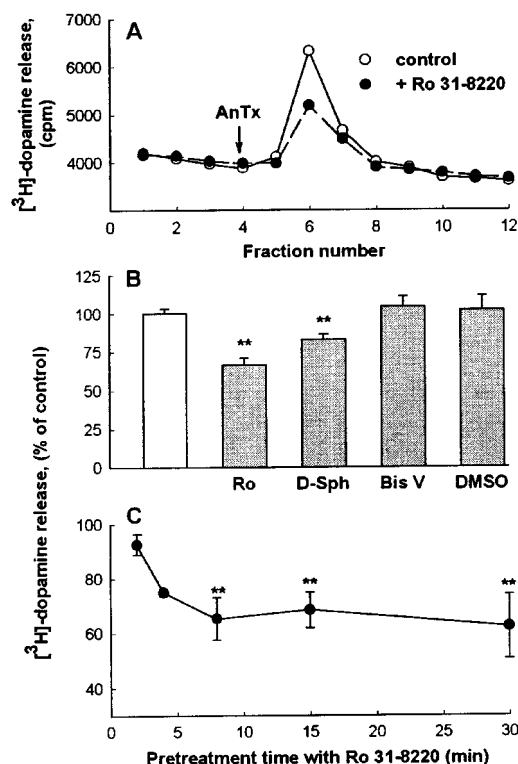 A
7000
6000
5000
4000
[³H]-dopamine release,
(cpm)
control
+ Ro 31-8220
AnTx
0 2 4 6 8 10 12
Fraction number
B
125
100
75
50
25
0
[³H]-dopamine release, (% of control)
**
**
Ro D-Sph Bis V DMSO
C
100
80
60
40
** ** **
0 5 10 15 20 25 30
Pretreatment time with Ro 31-8220 (min)